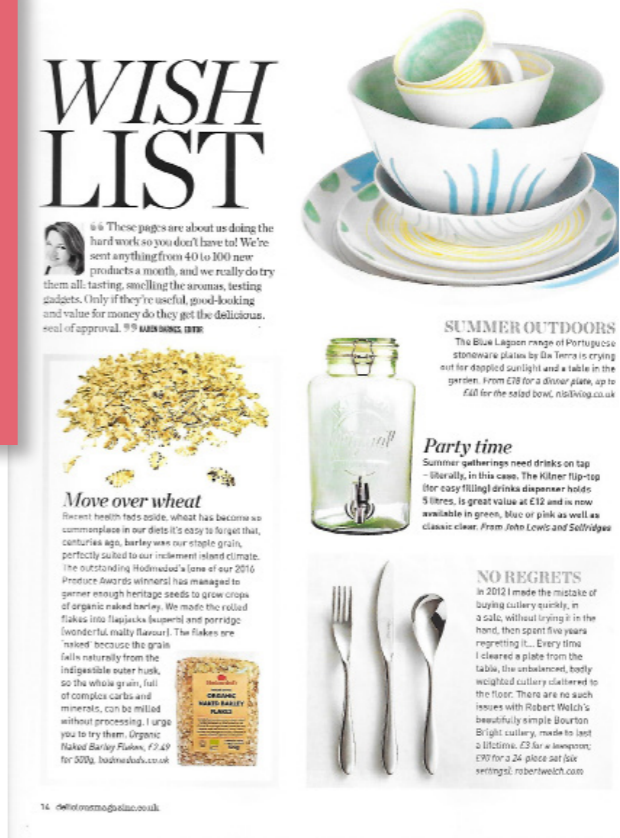 WISH
LIST
“ These pages are about us doing the
hard work so you don't have to! We're
sent anything from 40 to 100 new
products a month, and we really do try
them all: tasting, smelling the aromas, testing
gadgets. Only if they're useful, good-looking
and value for money do they get the delicious.
seal of approval. ” KAREN BARNES, EDITOR
SUMMER OUTDOORS
The Blue Lagoon range of Portuguese
stoneware plates by Da Terra is crying
out for dappled sunlight and a table in the
garden. From £18 for a dinner plate, up to
£60 for the salad bowl, nisiliving.co.uk
Party time
Summer gatherings need drinks on tap
– literally, in this case. The Kilner flip-top
(for easy filling) drinks dispenser holds
5 litres, is great value at £12 and is now
available in green, blue or pink as well as
classic clear. From John Lewis and Selfridges
Move over wheat
Recent health fads aside, wheat has become so
commonplace in our diets it's easy to forget that,
centuries ago, barley was our staple grain,
perfectly suited to our inclement island climate.
The outstanding Hodmedod's (one of our 2016
Produce Awards winners) has managed to
garner enough heritage seeds to grow crops
of organic naked barley. We made the rolled
flakes into flapjacks (superb) and porridge
(wonderful malty flavour). The flakes are
'naked' because the grain
falls naturally from the
indigestible outer husk,
so the whole grain, full
of complex carbs and
minerals, can be milled
without processing. I urge
you to try them. Organic
Naked Barley Flakes, £2.49
for 500g, hodmedods.co.uk
Hodmedod's
ORGANIC
NAKED BARLEY
FLAKES
NO REGRETS
In 2012 I made the mistake of
buying cutlery quickly, in
a sale, without trying it in the
hand, then spent five years
regretting it... Every time
I cleared a plate from the
table, the unbalanced, badly
weighted cutlery clattered to
the floor. There are no such
issues with Robert Welch's
beautifully simple Bourton
Bright cutlery, made to last
a lifetime. £3 for a teaspoon;
£90 for a 24-piece set (six
settings); robertwelch.com
14 deliciousmagazine.co.uk